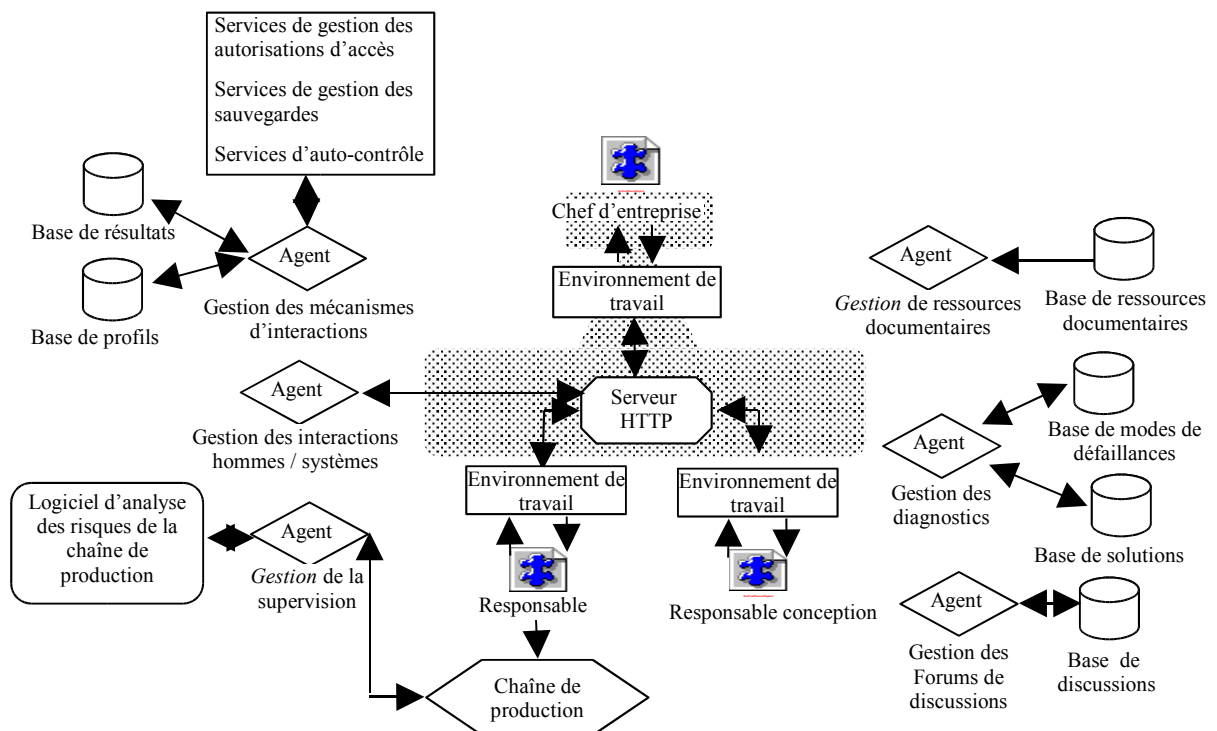 Services de gestion des
autorisations d'accès
Services de gestion des
sauvegardes
Services d'auto-contrôle
Base de résultats
Agent
Gestion des mécanismes
d'interactions
Base de profils
Chef d'entreprise
Environnement de
travail
Agent
Gestion de ressources
documentaires
Base de ressources
documentaires
Agent
Gestion des interactions
hommes / systèmes
Serveur
HTTP
Agent
Gestion des
diagnostics
Base de modes de
défaillances
Base de solutions
Environnement de
travail
Environnement de
travail
Logiciel d'analyse
des risques de la
chaîne de
production
Agent
Gestion de la
supervision
Responsable
Responsable conception
Agent
Gestion des
Forums de
discussions
Base de
discussions
Chaîne de
production